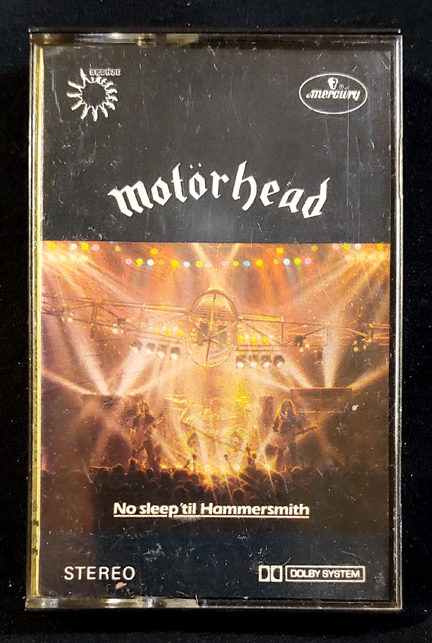 BRONZE
mercury
motörhead
No sleep 'til Hammersmith
STEREO
DOLBY SYSTEM